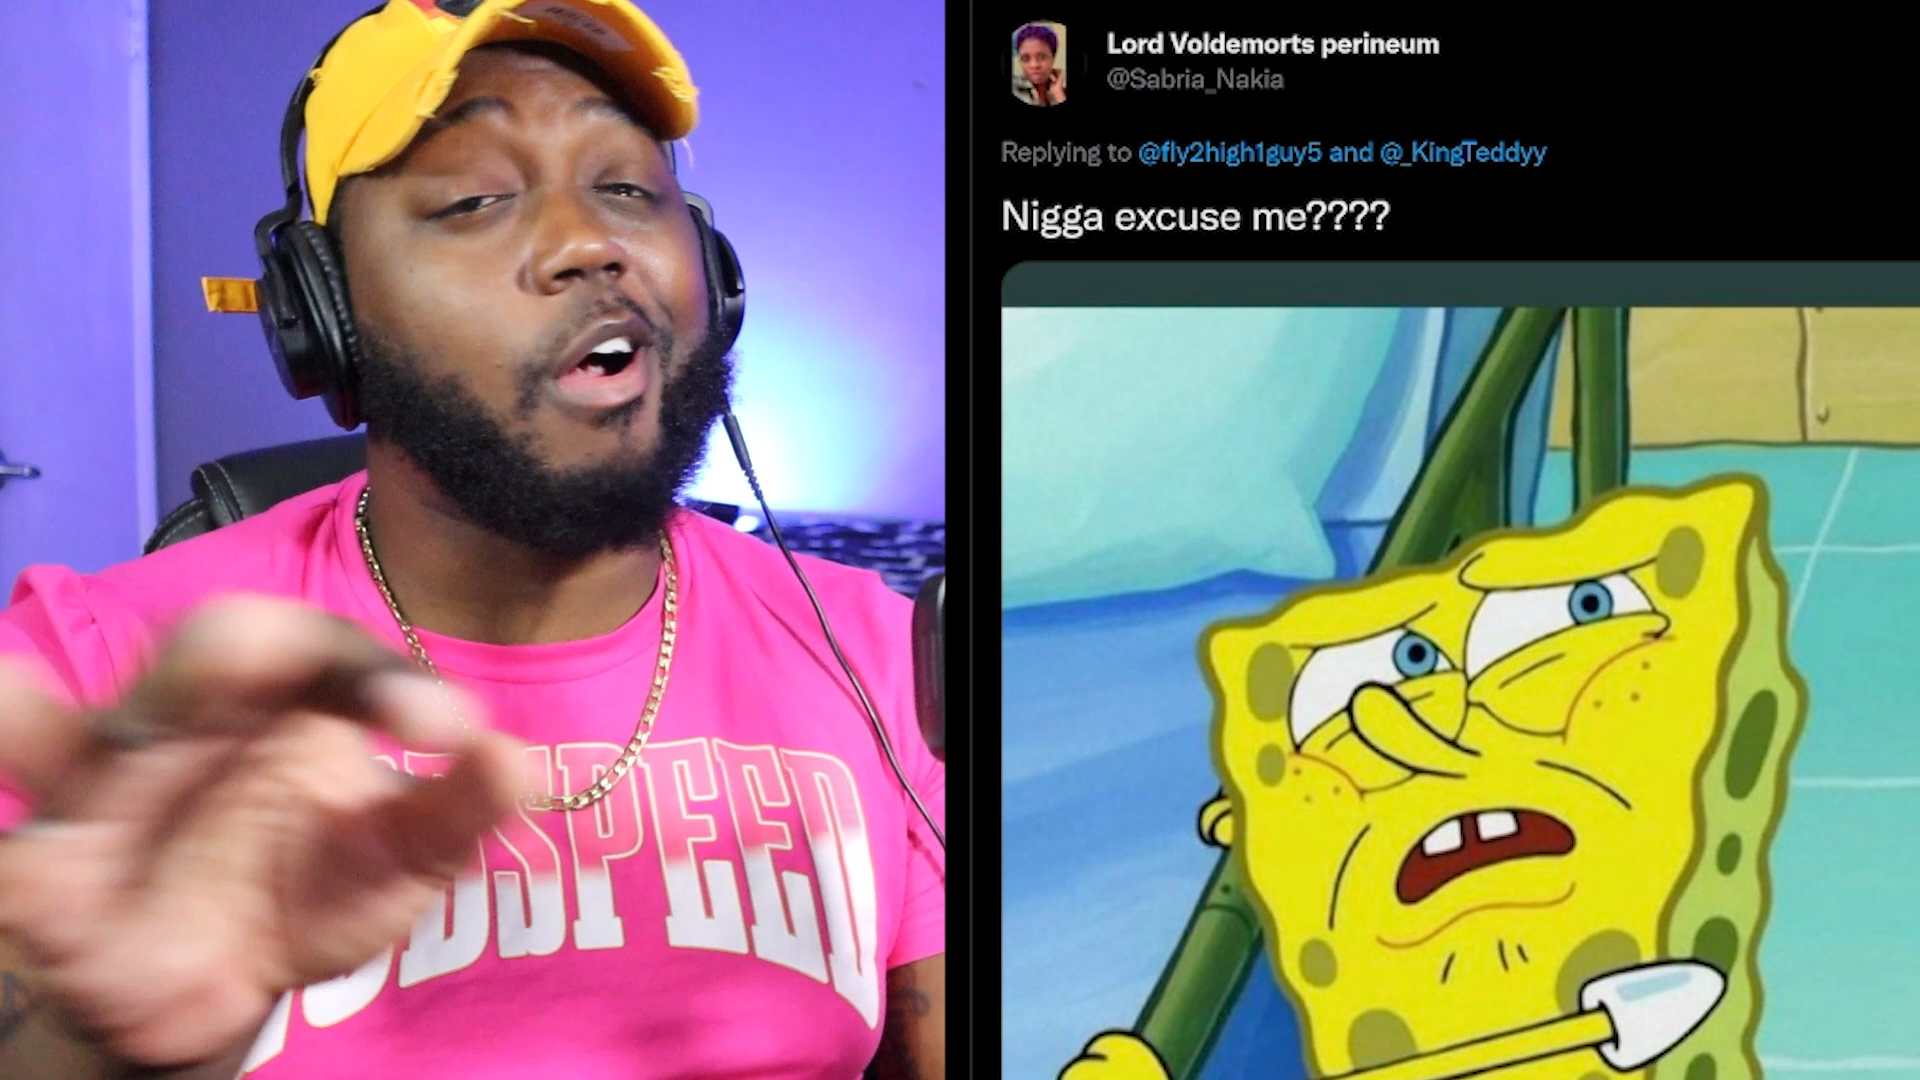 Lord Voldemorts perineum
@Sabria_Nakia
Replying to @fly2high1guy5 and @_KingTeddyy
Nigga excuse me????